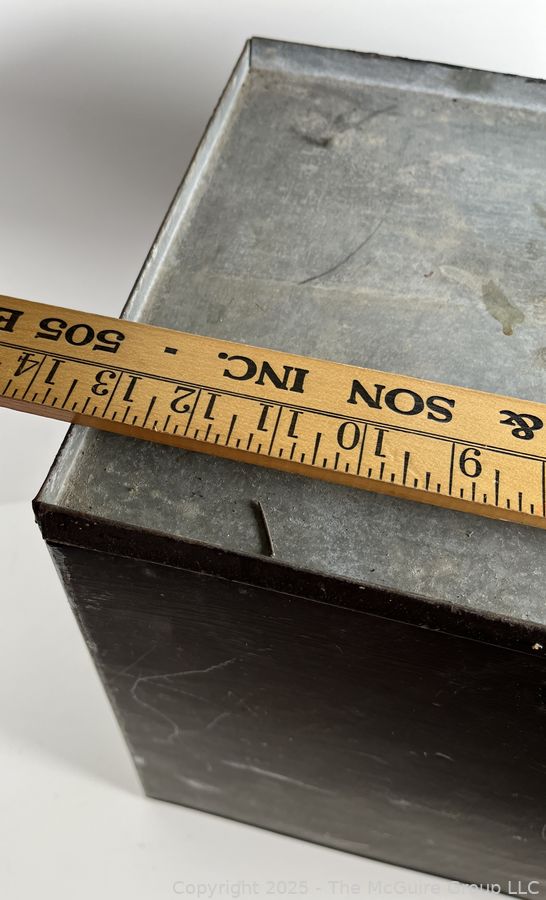 9 10 11 12 13 14
& SON INC. - 505 E
Copyright 2025 - The McGuire Group LLC